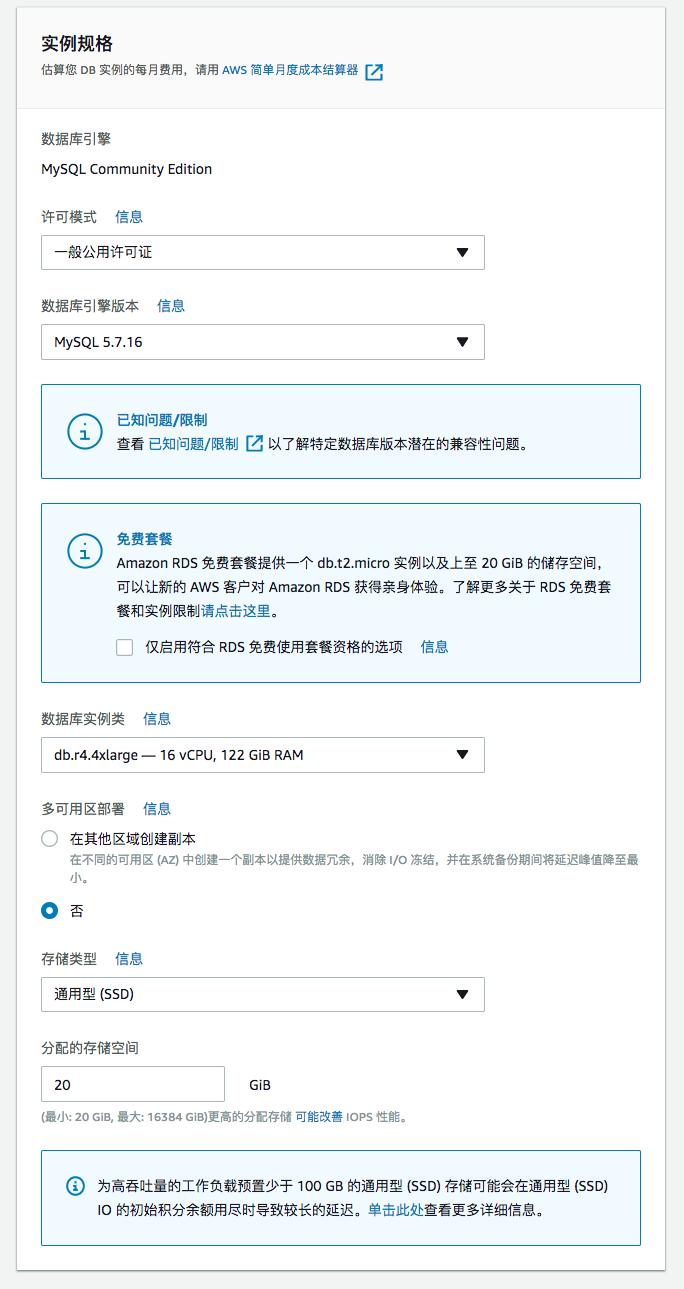 实例规格
估算您 DB 实例的每月费用，请用 AWS 简单月度成本结算器
数据库引擎
MySQL Community Edition
许可模式 信息
一般公用许可证
数据库引擎版本 信息
MySQL 5.7.16
已知问题/限制
查看 已知问题/限制 以了解特定数据库版本潜在的兼容性问题。
免费套餐
Amazon RDS 免费套餐提供一个 db.t2.micro 实例以及上至 20 GiB 的储存空间，
可以让新的 AWS 客户对 Amazon RDS 获得亲身体验。了解更多关于 RDS 免费套
餐和实例限制请点击这里。
仅启用符合 RDS 免费使用套餐资格的选项 信息
数据库实例类 信息
db.r4.4xlarge — 16 vCPU, 122 GiB RAM
多可用区部署 信息
在其他区域创建副本
在不同的可用区 (AZ) 中创建一个副本以提供数据冗余，消除 I/O 冻结，并在系统备份期间将延迟峰值降至最
小。
否
存储类型 信息
通用型 (SSD)
分配的存储空间
20 GiB
(最小: 20 GiB, 最大: 16384 GiB)更高的分配存储 可能改善 IOPS 性能。
为高吞吐量的工作负载预置少于 100 GB 的通用型 (SSD) 存储可能会在通用型 (SSD)
IO 的初始积分余额用尽时导致较长的延迟。单击此处查看更多详细信息。